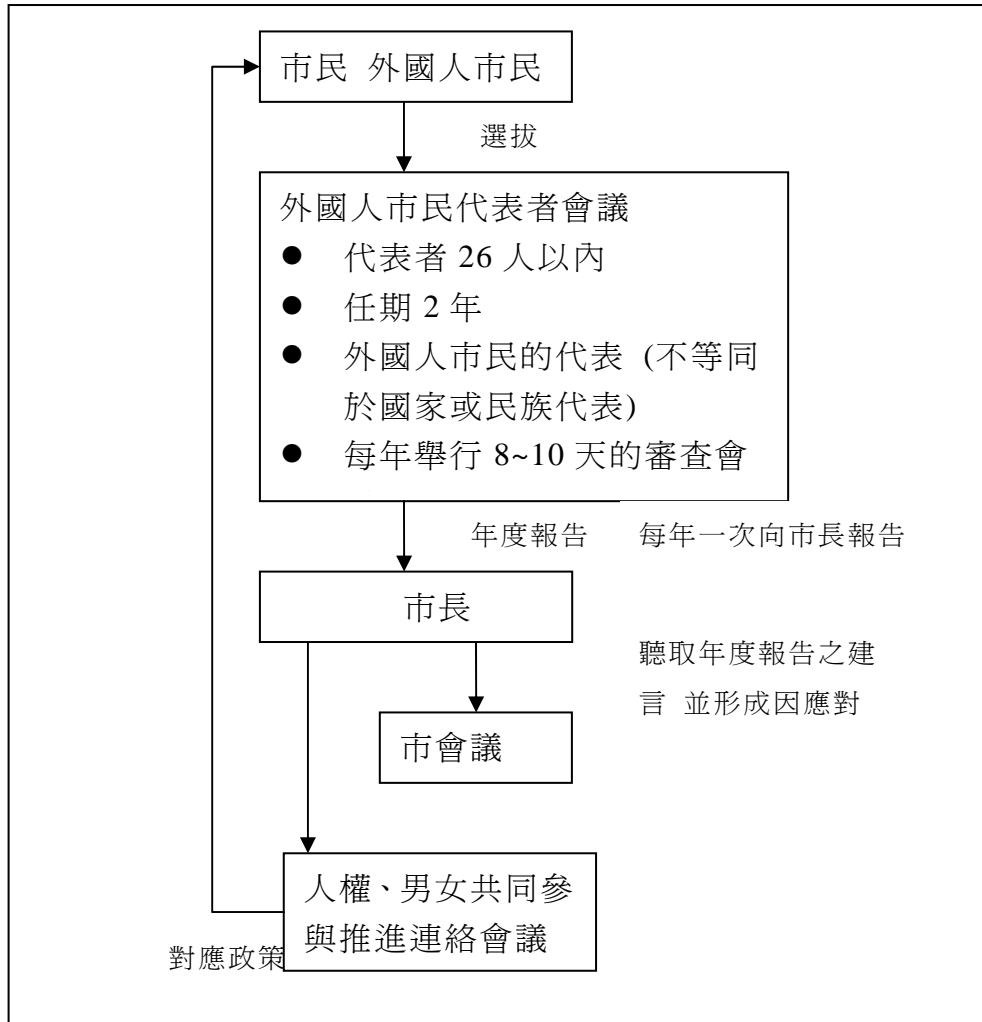 市民 外國人市民
選拔
外國人市民代表者會議
● 代表者 26 人以內
● 任期 2 年
● 外國人市民的代表 (不等同
於國家或民族代表)
● 每年舉行 8~10 天的審查會
年度報告 每年一次向市長報告
市長
聽取年度報告之建
言 並形成因應對
市會議
人權、男女共同參
與推進連絡會議
對應政策